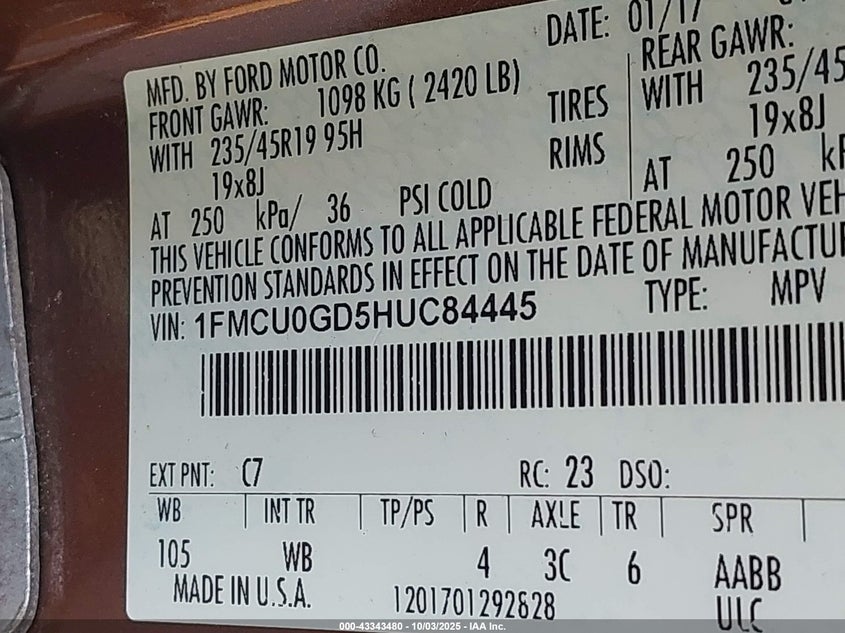 DATE: 01/17
MFD. BY FORD MOTOR CO.
FRONT GAWR: 1098 KG ( 2420 LB) REAR GAWR:
WITH 235/45R19 95H TIRES WITH 235/45
19x8J RIMS 19x8J
AT 250 kPa/ 36 PSI COLD AT 250
THIS VEHICLE CONFORMS TO ALL APPLICABLE FEDERAL MOTOR VEH
PREVENTION STANDARDS IN EFFECT ON THE DATE OF MANUFACTU
VIN: 1FMCU0GD5HUC84445 TYPE: MPV
EXT PNT: C7 RC: 23 DSO:
WB INT TR TP/PS R AXLE TR SPR
105 WB 4 3C 6 AABB
MADE IN U.S.A. 1201701292628 ULC
000-43343480 - 10/03/2025 - IAA Inc.